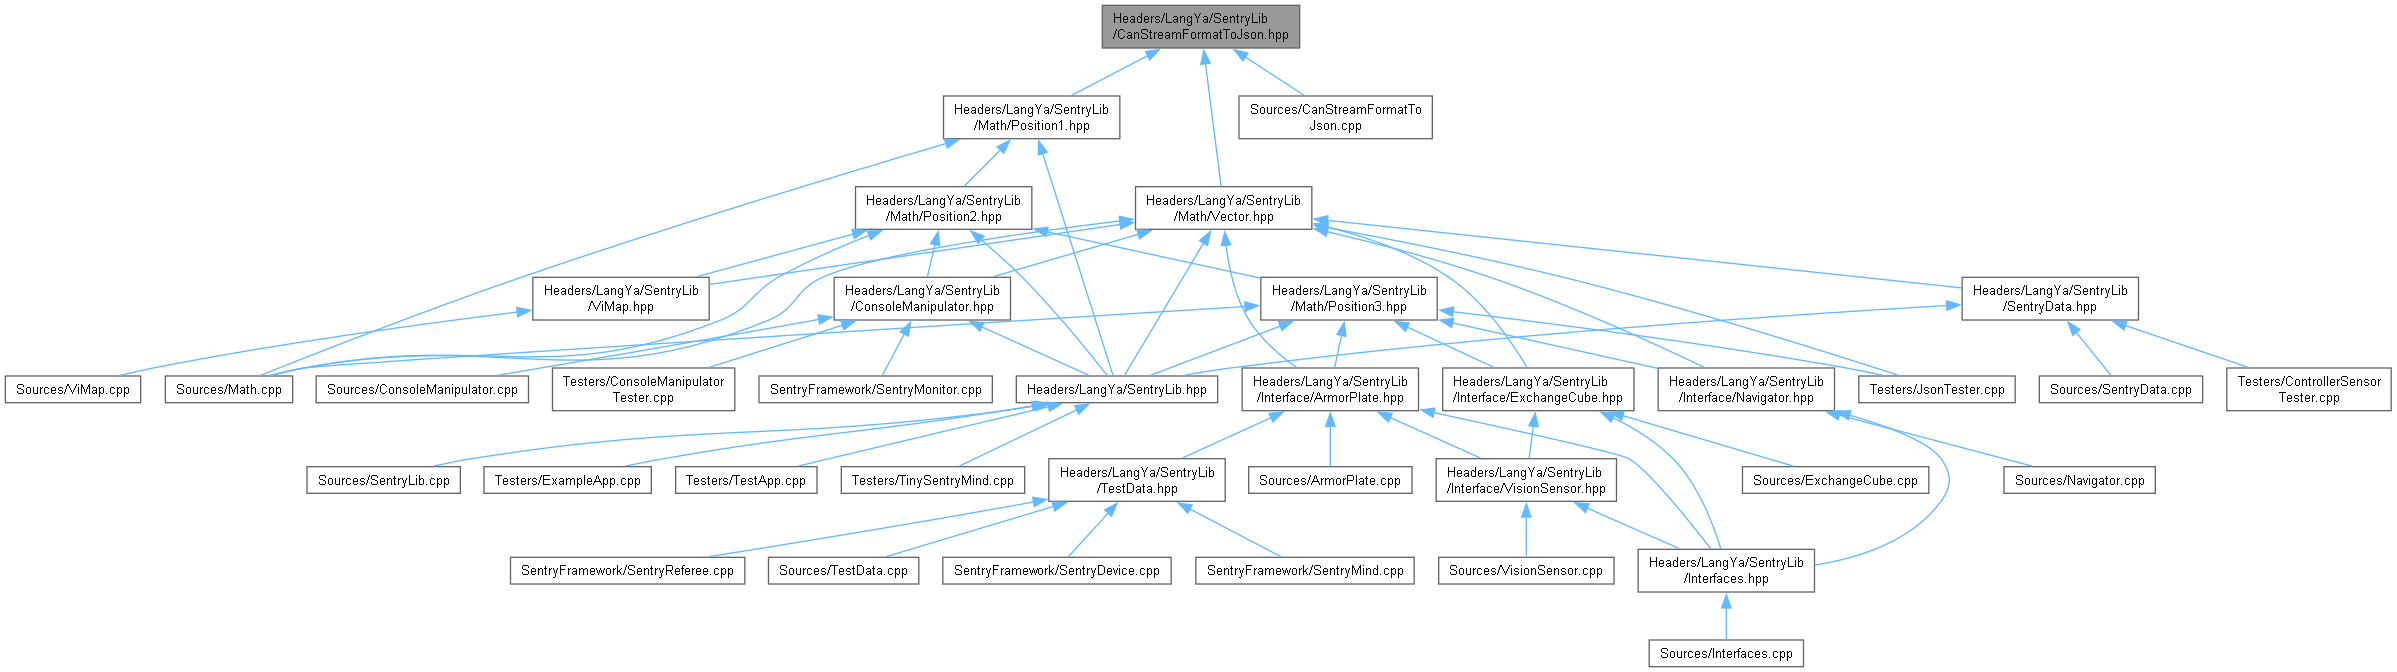 Headers/LangYa/SentryLib
/CanStreamFormatToJson.hpp
Headers/LangYa/SentryLib
/Math/Position1.hpp
Sources/CanStreamFormatTo
Json.cpp
Headers/LangYa/SentryLib
/Math/Position2.hpp
Headers/LangYa/SentryLib
/Math/Vector.hpp
Headers/LangYa/SentryLib
/ViMap.hpp
Headers/LangYa/SentryLib
/ConsoleManipulator.hpp
Headers/LangYa/SentryLib
/Math/Position3.hpp
Headers/LangYa/SentryLib
/SentryData.hpp
Sources/ViMap.cpp
Sources/Math.cpp
Sources/ConsoleManipulator.cpp
Testers/ConsoleManipulator
Tester.cpp
SentryFramework/SentryMonitor.cpp
Headers/LangYa/SentryLib.hpp
Headers/LangYa/SentryLib
/Interface/ArmorPlate.hpp
Headers/LangYa/SentryLib
/Interface/ExchangeCube.hpp
Headers/LangYa/SentryLib
/Interface/Navigator.hpp
Testers/JsonTester.cpp
Sources/SentryData.cpp
Testers/ControllerSensor
Tester.cpp
Sources/SentryLib.cpp
Testers/ExampleApp.cpp
Testers/TestApp.cpp
Testers/TinySentryMind.cpp
Headers/LangYa/SentryLib
/TestData.hpp
Sources/ArmorPlate.cpp
Headers/LangYa/SentryLib
/Interface/VisionSensor.hpp
Sources/ExchangeCube.cpp
Sources/Navigator.cpp
SentryFramework/SentryReferee.cpp
Sources/TestData.cpp
SentryFramework/SentryDevice.cpp
SentryFramework/SentryMind.cpp
Sources/VisionSensor.cpp
Headers/LangYa/SentryLib
/Interfaces.hpp
Sources/Interfaces.cpp